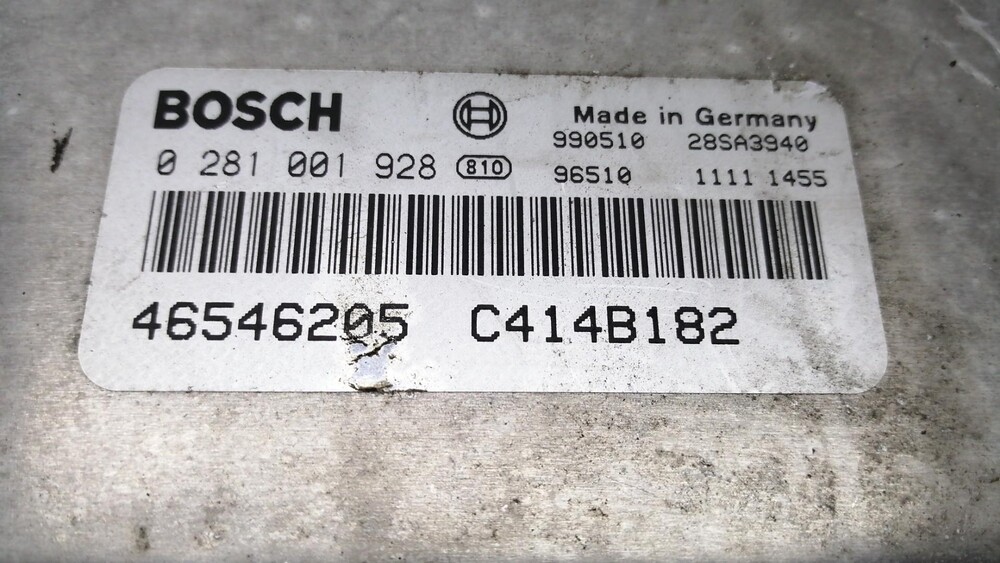 BOSCH Made in Germany
990510 28SA3940
0 281 001 928 810
96510 1111 1455
46546205 C414B182